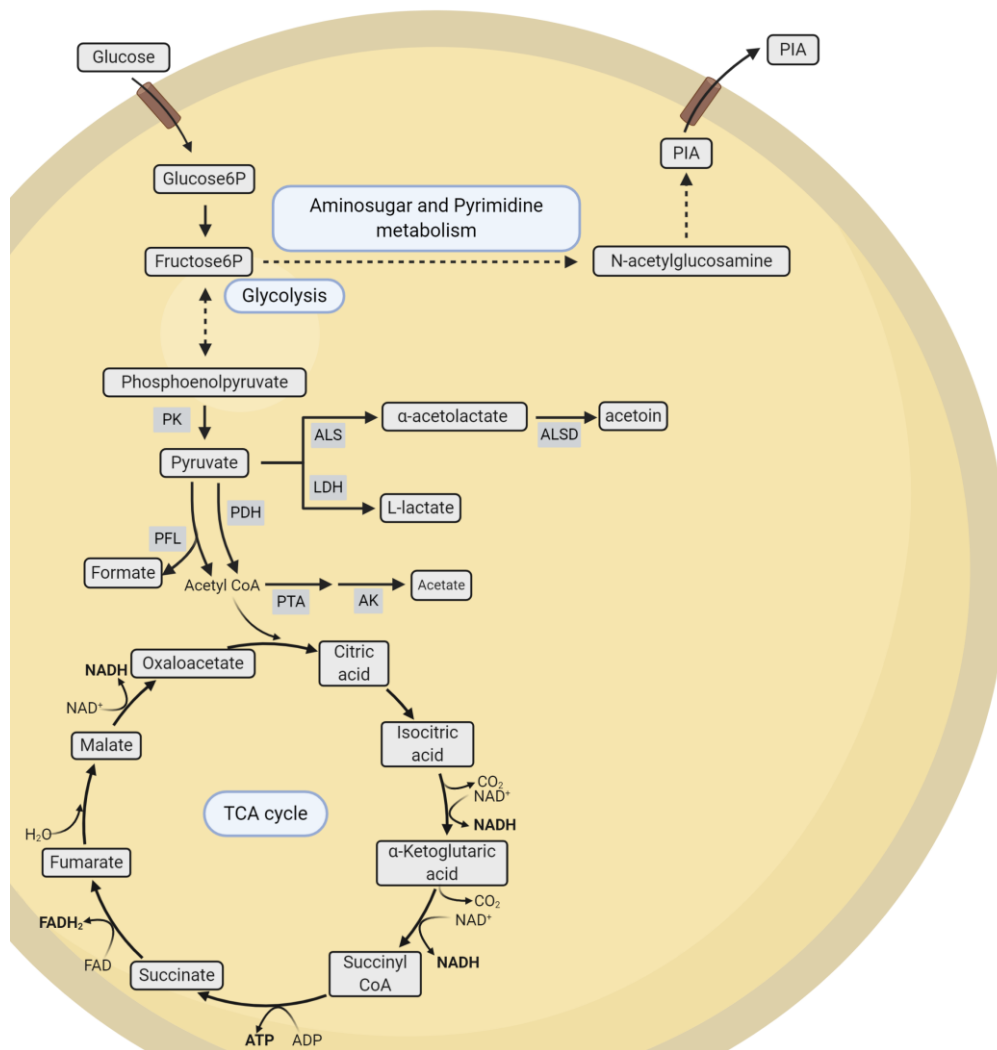 Glucose
PIA
PIA
Glucose6P
Aminosugar and Pyrimidine
metabolism
Fructose6P
N-acetylglucosamine
Glycolysis
Phosphoenolpyruvate
PK
α-acetolactate
acetoin
ALS
ALSD
Pyruvate
LDH
L-lactate
PDH
PFL
Formate
Acetyl CoA
PTA
AK
Acetate
Oxaloacetate
Citric
acid
NADH
NAD⁺
Malate
Isocitric
acid
CO₂
NAD⁺
NADH
TCA cycle
H₂O
Fumarate
α-Ketoglutaric
acid
CO₂
NAD⁺
NADH
FADH₂
FAD
Succinate
Succinyl
CoA
ATP
ADP